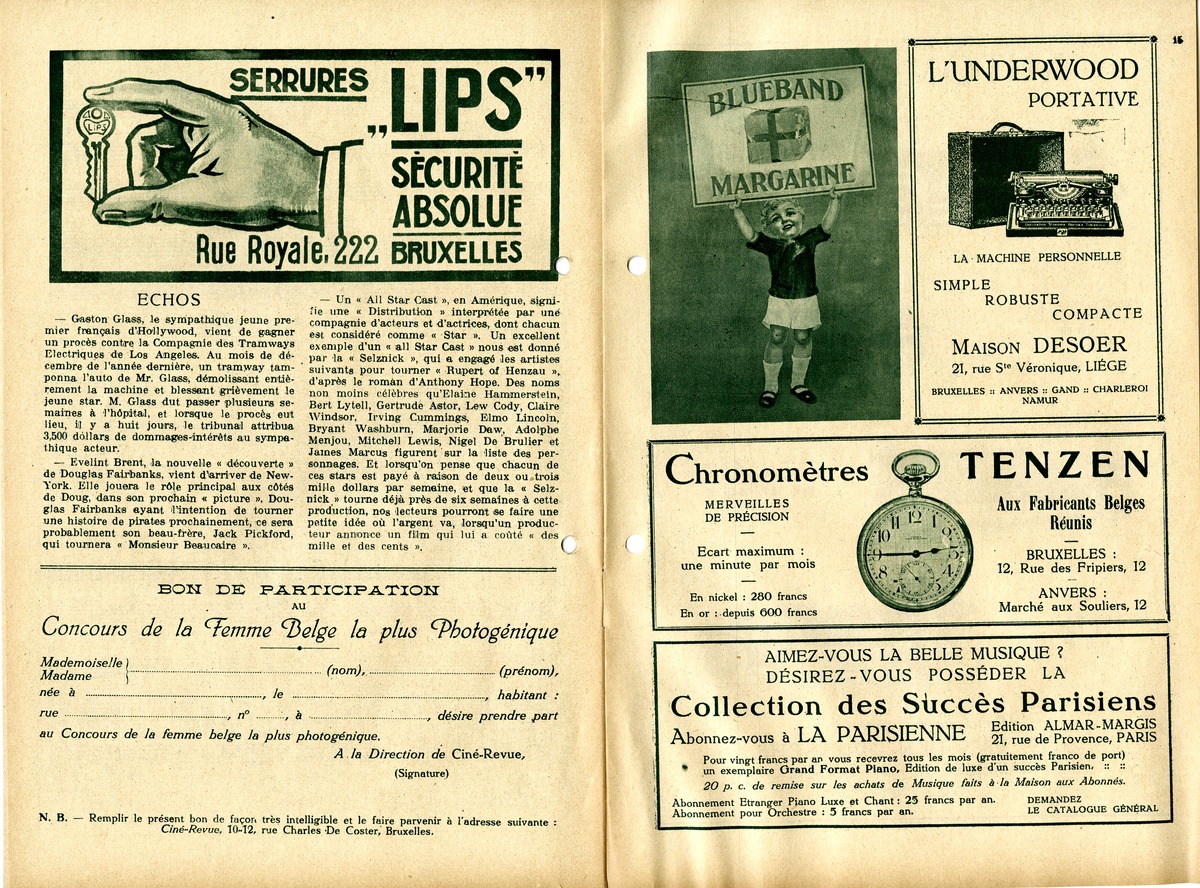 SERRURES
„LIPS”
LIPS
SÈCURITÈ
ABSOLUE
Rue Royale, 222 BRUXELLES
ECHOS
— Gaston Glass, le sympathique jeune pre-
mier français d'Hollywood, vient de gagner
un procès contre la Compagnie des Tramways
Electriques de Los Angeles. Au mois de dé-
cembre de l'année dernière, un tramway tam-
ponna l'auto de Mr. Glass, démolissant entiè-
rement la machine et blessant grièvement le
jeune star. M. Glass dut passer plusieurs se-
maines à l'hôpital, et lorsque le procès eut
lieu, il y a huit jours, le tribunal attribua
3,500 dollars de dommages-intérêts au sympa-
thique acteur.
— Evelint Brent, la nouvelle « découverte »
de Douglas Fairbanks, vient d'arriver de New-
York. Elle jouera le rôle principal aux côtés
de Doug, dans son prochain « picture ». Dou-
glas Fairbanks ayant l'intention de tourner
une histoire de pirates prochainement, ce sera
probablement son beau-frère, Jack Pickford,
qui tournera « Monsieur Beaucaire ».
— Un « All Star Cast », en Amérique, signi-
fie une « Distribution » interprétée par une
compagnie d'acteurs et d'actrices, dont chacun
est considéré comme « Star ». Un excellent
exemple d'un « all Star Cast » nous est donné
par la « Selznick », qui a engagé les artistes
suivants pour tourner « Rupert of Henzau »,
d'après le roman d'Anthony Hope. Des noms
non moins célèbres qu'Elaine Hammerstein,
Bert Lytell, Gertrude Astor, Lew Cody, Claire
Windsor, Irving Cummings, Elmo Lincoln,
Bryant Washburn, Marjorie Daw, Adolphe
Menjou, Mitchell Lewis, Nigel De Brulier et
James Marcus figurent sur la liste des per-
sonnages. Et lorsqu'on pense que chacun de
ces stars est payé à raison de deux ou trois
mille dollars par semaine, et que la « Selz-
nick » tourne déjà près de six semaines à cette
production, nos lecteurs pourront se faire une
petite idée où l'argent va, lorsqu'un produc-
teur annonce un film qui lui a coûté « des
mille et des cents ».
BON DE PARTICIPATION
AU
Concours de la Femme Belge la plus Photogénique
Mademoiselle
Madame (nom), (prénom),
née à , le , habitant :
rue , n° , à , désire prendre part
au Concours de la femme belge la plus photogénique.
A la Direction de Ciné-Revue,
(Signature)
N. B. — Remplir le présent bon de façon très intelligible et le faire parvenir à l'adresse suivante :
Ciné-Revue, 10-12, rue Charles De Coster, Bruxelles.
15
BLUEBAND
MARGARINE
L'UNDERWOOD
PORTATIVE
LA MACHINE PERSONNELLE
SIMPLE
ROBUSTE
COMPACTE
MAISON DESOER
21, rue Ste Véronique, LIÉGE
BRUXELLES :: ANVERS :: GAND :: CHARLEROI
NAMUR
Chronomètres TENZEN
MERVEILLES
DE PRÉCISION
Ecart maximum :
une minute par mois
En nickel : 280 francs
En or : depuis 600 francs
Aux Fabricants Belges
Réunis
BRUXELLES :
12, Rue des Fripiers, 12
ANVERS :
Marché aux Souliers, 12
AIMEZ-VOUS LA BELLE MUSIQUE ?
DÉSIREZ-VOUS POSSÉDER LA
Collection des Succès Parisiens
Abonnez-vous à LA PARISIENNE
Edition ALMAR-MARGIS
21, rue de Provence, PARIS
Pour vingt francs par an vous recevrez tous les mois (gratuitement franco de port)
un exemplaire Grand Format Piano, Edition de luxe d'un succès Parisien. :: ::
20 p. c. de remise sur les achats de Musique faits à la Maison aux Abonnés.
Abonnement Etranger Piano Luxe et Chant : 25 francs par an.
Abonnement pour Orchestre : 5 francs par an.
DEMANDEZ
LE CATALOGUE GÉNÉRAL